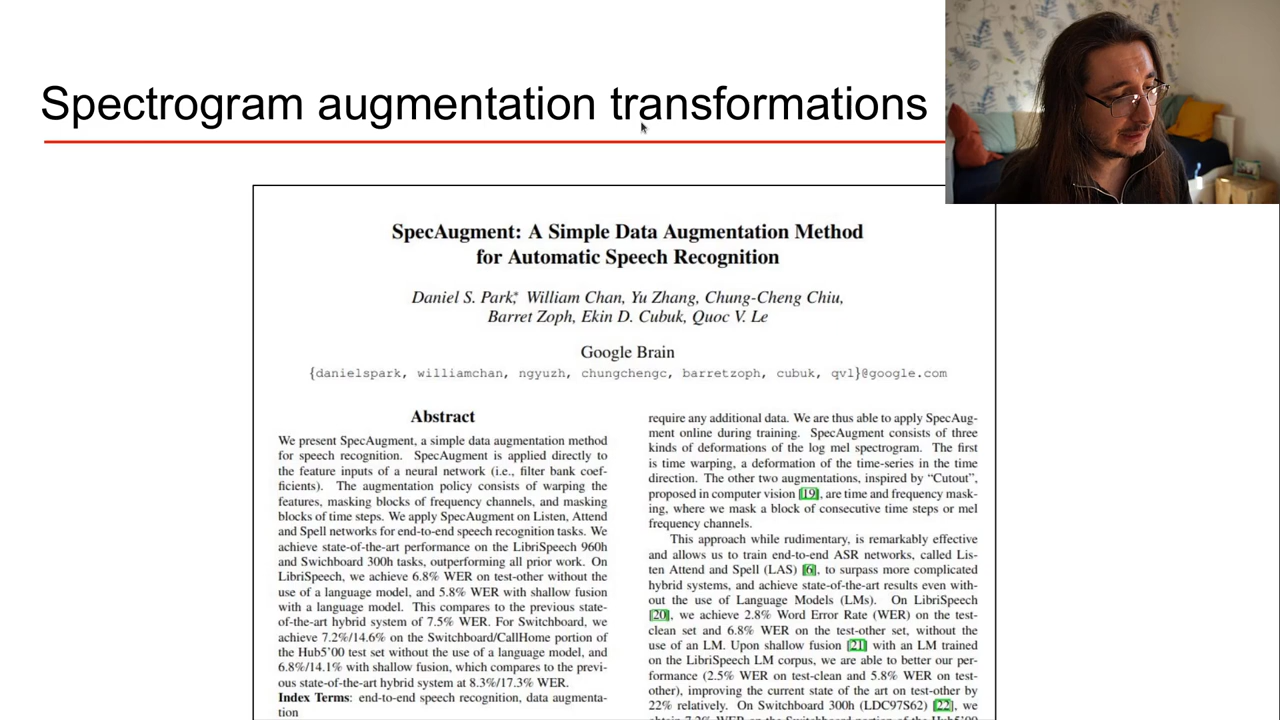 Spectrogram augmentation transformations
SpecAugment: A Simple Data Augmentation Method
for Automatic Speech Recognition
Daniel S. Park*, William Chan, Yu Zhang, Chung-Cheng Chiu,
Barret Zoph, Ekin D. Cubuk, Quoc V. Le
Google Brain
{danielspark, williamchan, ngyuzh, chungchengc, barretzoph, cubuk, qvl}@google.com
Abstract
We present SpecAugment, a simple data augmentation method
for speech recognition. SpecAugment is applied directly to
the feature inputs of a neural network (i.e., filter bank coef-
ficients). The augmentation policy consists of warping the
features, masking blocks of frequency channels, and masking
blocks of time steps. We apply SpecAugment on Listen, Attend
and Spell networks for end-to-end speech recognition tasks. We
achieve state-of-the-art performance on the LibriSpeech 960h
and Swichboard 300h tasks, outperforming all prior work. On
LibriSpeech, we achieve 6.8% WER on test-other without the
use of a language model, and 5.8% WER with shallow fusion
with a language model. This compares to the previous state-
of-the-art hybrid system of 7.5% WER. For Switchboard, we
achieve 7.2%/14.6% on the Switchboard/CallHome portion of
the Hub5'00 test set without the use of a language model, and
6.8%/14.1% with shallow fusion, which compares to the previ-
ous state-of-the-art hybrid system at 8.3%/17.3% WER.
Index Terms: end-to-end speech recognition, data augmenta-
tion
require any additional data. We are thus able to apply SpecAug-
ment online during training. SpecAugment consists of three
kinds of deformations of the log mel spectrogram. The first
is time warping, a deformation of the time-series in the time
direction. The other two augmentations, inspired by “Cutout”,
proposed in computer vision [19], are time and frequency mask-
ing, where we mask a block of consecutive time steps or mel
frequency channels.
This approach while rudimentary, is remarkably effective
and allows us to train end-to-end ASR networks, called Lis-
ten Attend and Spell (LAS) [6], to surpass more complicated
hybrid systems, and achieve state-of-the-art results even with-
out the use of Language Models (LMs). On LibriSpeech
[20], we achieve 2.8% Word Error Rate (WER) on the test-
clean set and 6.8% WER on the test-other set, without the
use of an LM. Upon shallow fusion [21] with an LM trained
on the LibriSpeech LM corpus, we are able to better our per-
formance (2.5% WER on test-clean and 5.8% WER on test-
other), improving the current state of the art on test-other by
22% relatively. On Switchboard 300h (LDC97S62) [22], we